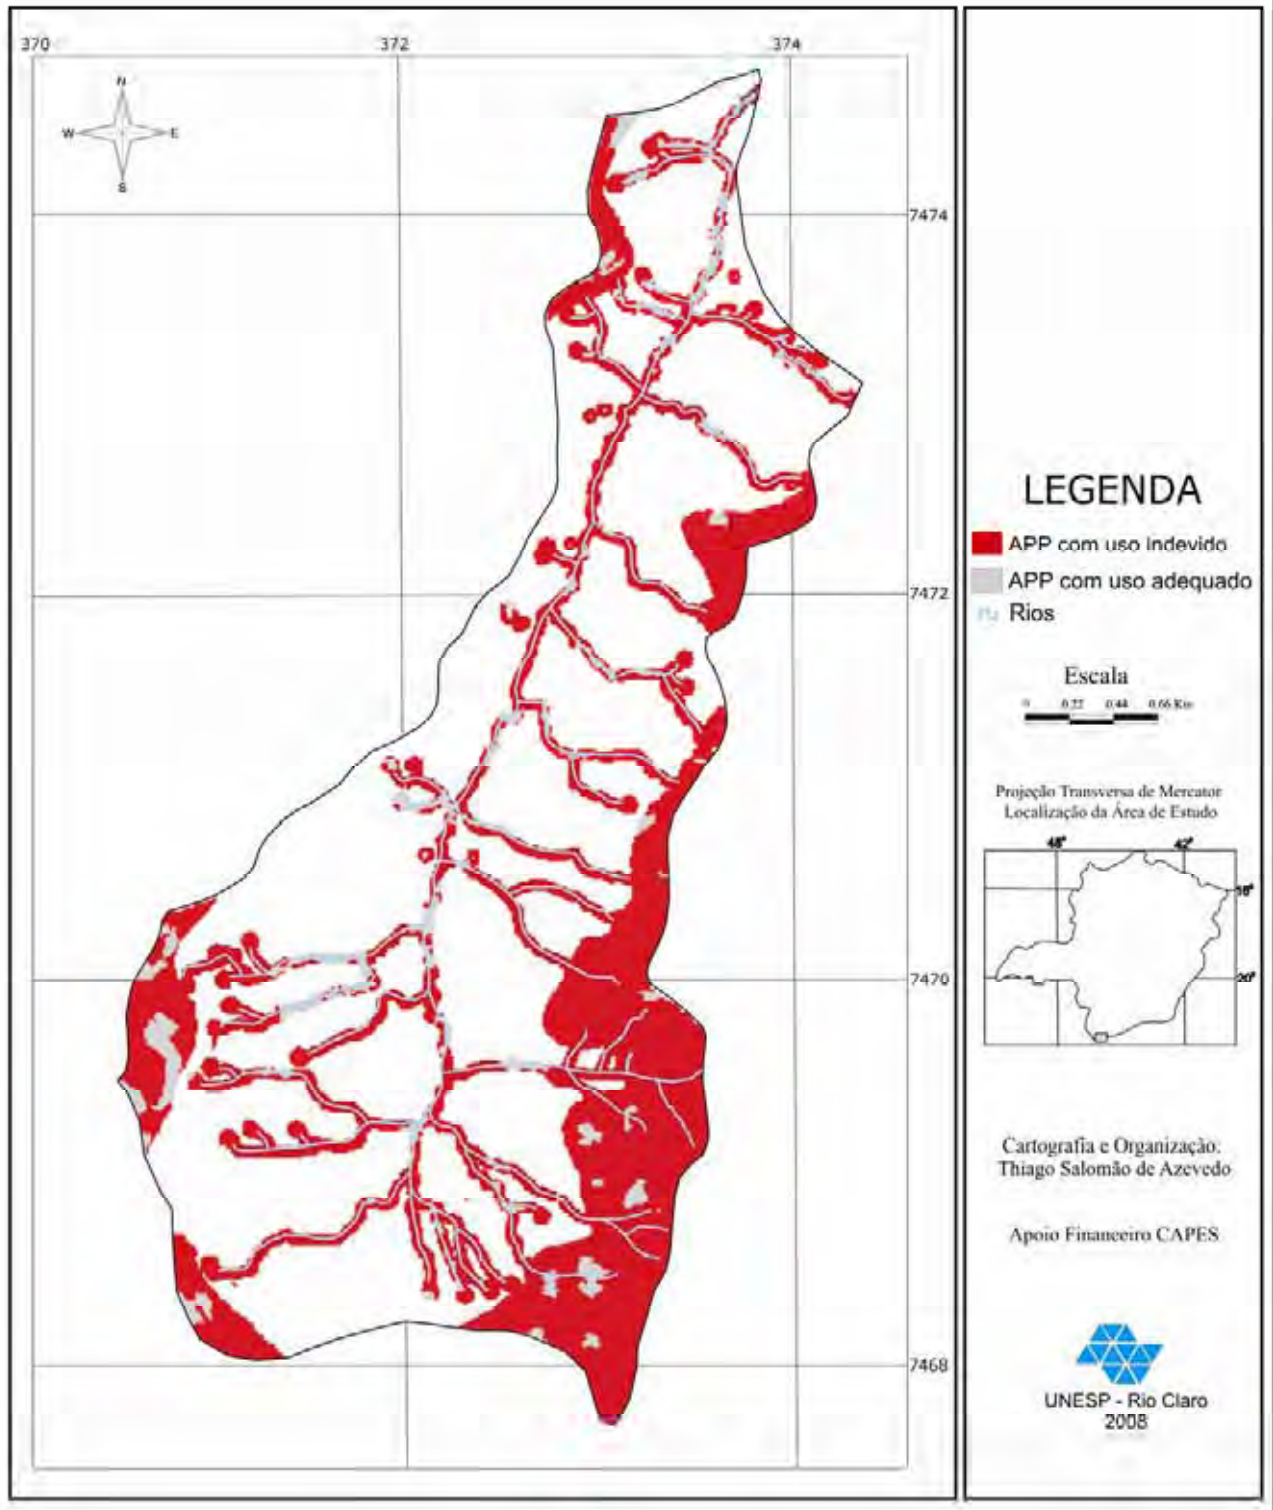 370 372 374
N
W E
S
7474
7472
7470
7468
LEGENDA
APP com uso Indevido
APP com uso adequado
Rios
Escala
0 0.22 0.44 0.66 Km
Projeção Transversa de Mercator
Localização da Área de Estudo
48° 42°
18°
20°
Cartografia e Organização:
Thiago Salomão de Azevedo
Apoio Financeiro CAPES
UNESP - Rio Claro
2008